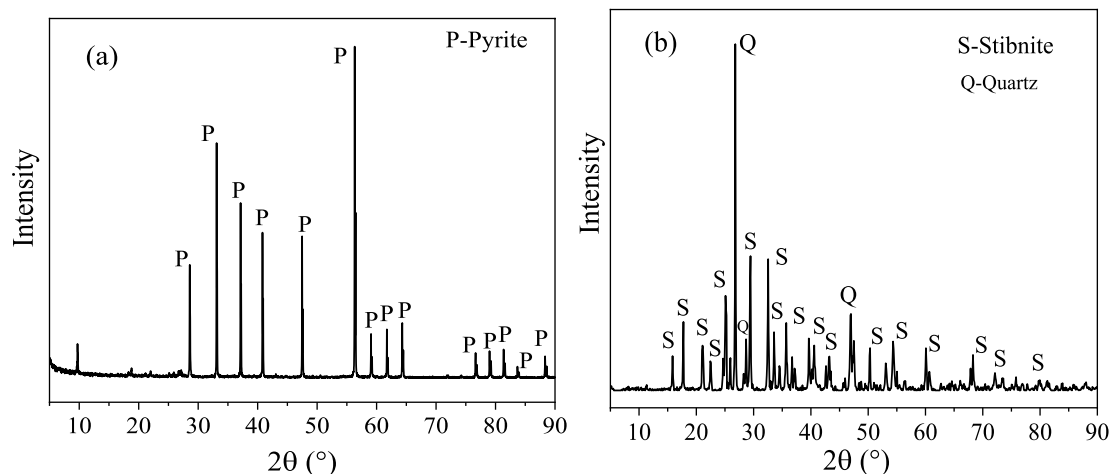 (a)
P-Pyrite
P P P P P P P P P P P P P P
Intensity
10 20 30 40 50 60 70 80 90
2θ (°)
(b)
S-Stibnite
Q-Quartz
Q
S S S S S Q S S S S S S S Q S S S S S S
Intensity
10 20 30 40 50 60 70 80 90
2θ (°)